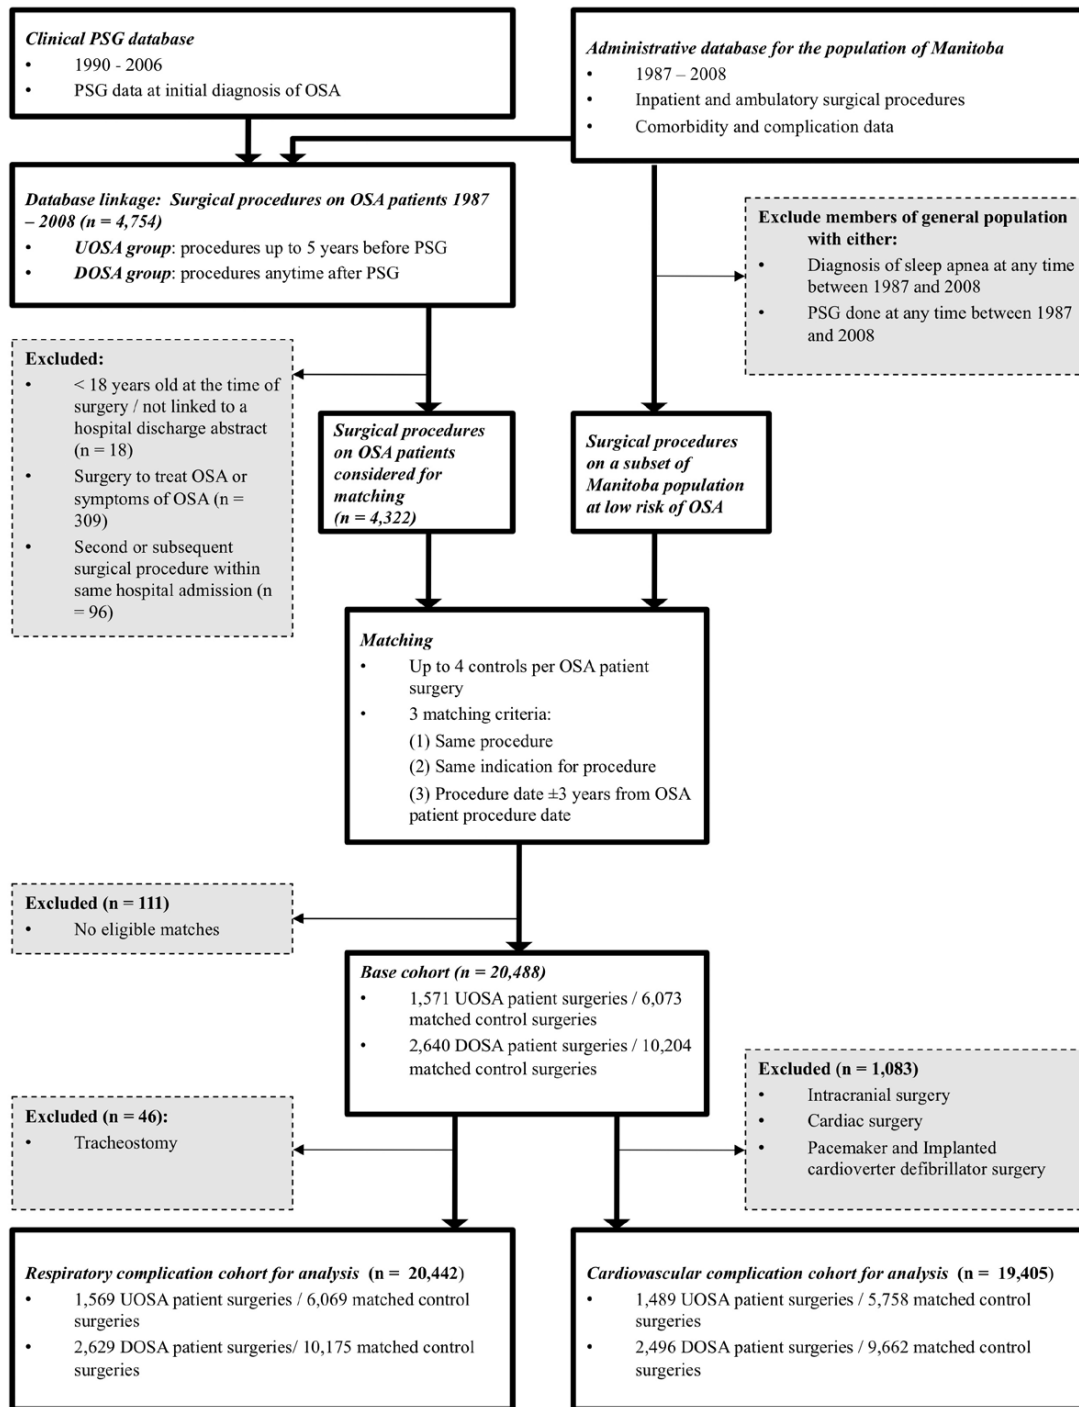 Clinical PSG database
• 1990 - 2006
• PSG data at initial diagnosis of OSA
Administrative database for the population of Manitoba
• 1987 – 2008
• Inpatient and ambulatory surgical procedures
• Comorbidity and complication data
Database linkage: Surgical procedures on OSA patients 1987
– 2008 (n = 4,754)
• UOSA group: procedures up to 5 years before PSG
• DOSA group: procedures anytime after PSG
Exclude members of general population
with either:
• Diagnosis of sleep apnea at any time
between 1987 and 2008
• PSG done at any time between 1987
and 2008
Excluded:
• < 18 years old at the time of
surgery / not linked to a
hospital discharge abstract
(n = 18)
• Surgery to treat OSA or
symptoms of OSA (n =
309)
• Second or subsequent
surgical procedure within
same hospital admission (n
= 96)
Surgical procedures
on OSA patients
considered for
matching
(n = 4,322)
Surgical procedures
on a subset of
Manitoba population
at low risk of OSA
Matching
• Up to 4 controls per OSA patient
surgery
• 3 matching criteria:
(1) Same procedure
(2) Same indication for procedure
(3) Procedure date ±3 years from OSA
patient procedure date
Excluded (n = 111)
• No eligible matches
Base cohort (n = 20,488)
• 1,571 UOSA patient surgeries / 6,073
matched control surgeries
• 2,640 DOSA patient surgeries / 10,204
matched control surgeries
Excluded (n = 46):
• Tracheostomy
Excluded (n = 1,083)
• Intracranial surgery
• Cardiac surgery
• Pacemaker and Implanted
cardioverter defibrillator surgery
Respiratory complication cohort for analysis (n = 20,442)
• 1,569 UOSA patient surgeries / 6,069 matched control
surgeries
• 2,629 DOSA patient surgeries/ 10,175 matched control
surgeries
Cardiovascular complication cohort for analysis (n = 19,405)
• 1,489 UOSA patient surgeries / 5,758 matched control
surgeries
• 2,496 DOSA patient surgeries / 9,662 matched control
surgeries